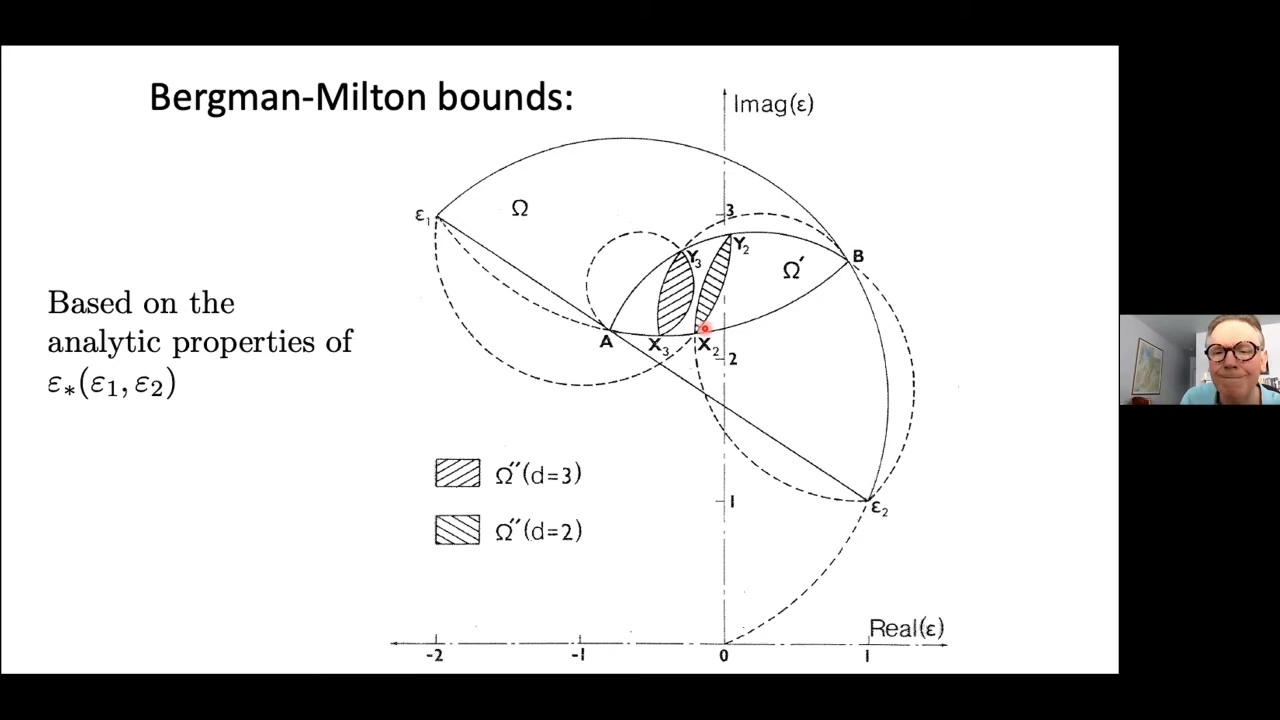 Bergman-Milton bounds:
Imag(ε)
ε₁
Ω
3
Y₃
Y₂
Ω′
B
Based on the
analytic properties of
ε∗(ε₁, ε₂)
A
X₃
X₂
2
Ω″(d=3)
1
ε₂
Ω″(d=2)
Real(ε)
-2
-1
0
1